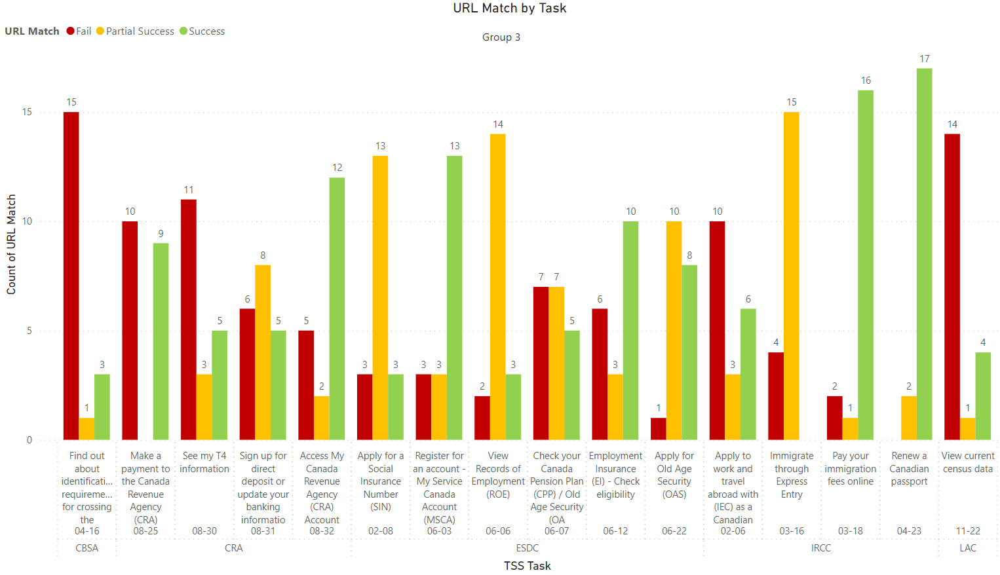 URL Match by Task
URL Match Fail Partial Success Success
Group 3
Count of URL Match
15
10
5
0
15 1 3
10 9
11 3 5
6 8 5
5 2 12
3 13 3
3 3 13
2 14 3
7 7 5
6 3 10
1 10 8
10 3 6
4 15
2 1 16
2 17
14 1 4
Find out
about
identificati...
requireme...
for crossing
the
04-16
Make a
payment to
the Canada
Revenue
Agency
(CRA)
08-25
See my T4
information
08-30
Sign up for
direct
deposit or
update your
banking
informatio
08-31
Access My
Canada
Revenue
Agency
(CRA)
Account
08-32
Apply for a
Social
Insurance
Number
(SIN)
02-08
Register for
an account -
My Service
Canada
Account
(MSCA)
06-03
View
Records of
Employment
(ROE)
06-06
Check your
Canada
Pension Plan
(CPP) / Old
Age Security
(OA
06-07
Employment
Insurance
(EI) - Check
eligibility
06-12
Apply for
Old Age
Security
(OAS)
06-22
Apply to
work and
travel
abroad with
(IEC) as a
Canadian
02-06
Immigrate
through
Express
Entry
03-16
Pay your
immigration
fees online
03-18
Renew a
Canadian
passport
04-23
View current
census data
11-22
CBSA CRA ESDC IRCC LAC
TSS Task